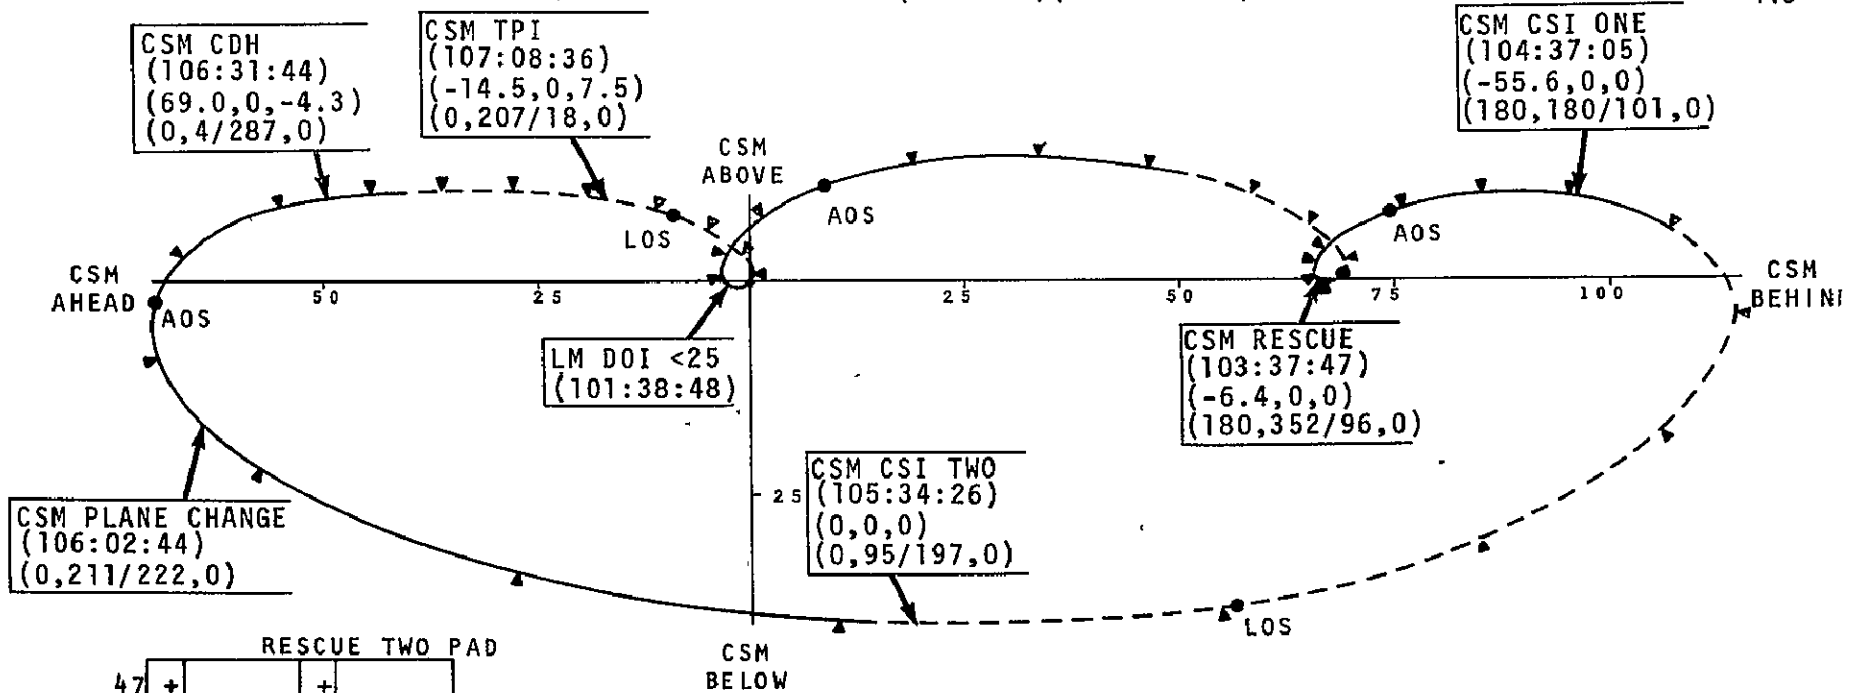 CSM CDH
(106:31:44)
(69.0,0,-4.3)
(0,4/287,0)
CSM TPI
(107:08:36)
(-14.5,0,7.5)
(0,207/18,0)
CSM CSI ONE
(104:37:05)
(-55.6,0,0)
(180,180/101,0)
CSM
ABOVE
AOS
LOS
AOS
CSM
AHEAD
AOS
50
25
25
50
75
100
CSM
BEHIN
LM DOI <25
(101:38:48)
CSM RESCUE
(103:37:47)
(-6.4,0,0)
(180,352/96,0)
CSM PLANE CHANGE
(106:02:44)
(0,211/222,0)
25
CSM CSI TWO
(105:34:26)
(0,0,0)
(0,95/197,0)
LOS
CSM
BELOW
RESCUE TWO PAD
47 + +